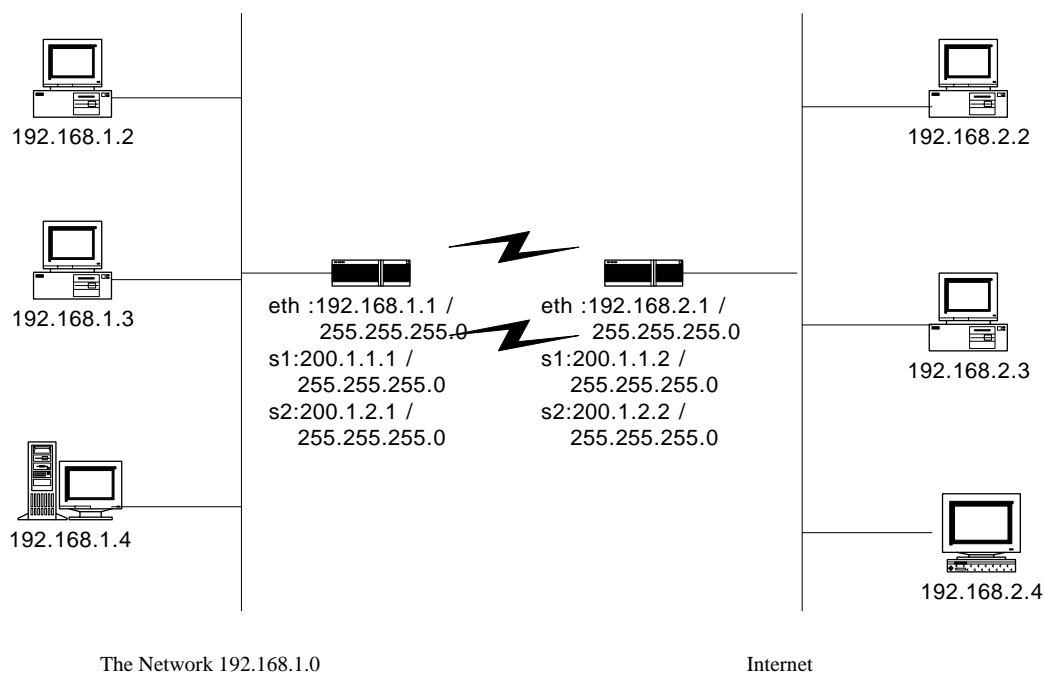 192.168.1.2
192.168.2.2
192.168.1.3
eth :192.168.1.1 /
255.255.255.0
s1:200.1.1.1 /
255.255.255.0
s2:200.1.2.1 /
255.255.255.0
eth :192.168.2.1 /
255.255.255.0
s1:200.1.1.2 /
255.255.255.0
s2:200.1.2.2 /
255.255.255.0
192.168.2.3
192.168.1.4
192.168.2.4
The Network 192.168.1.0
Internet